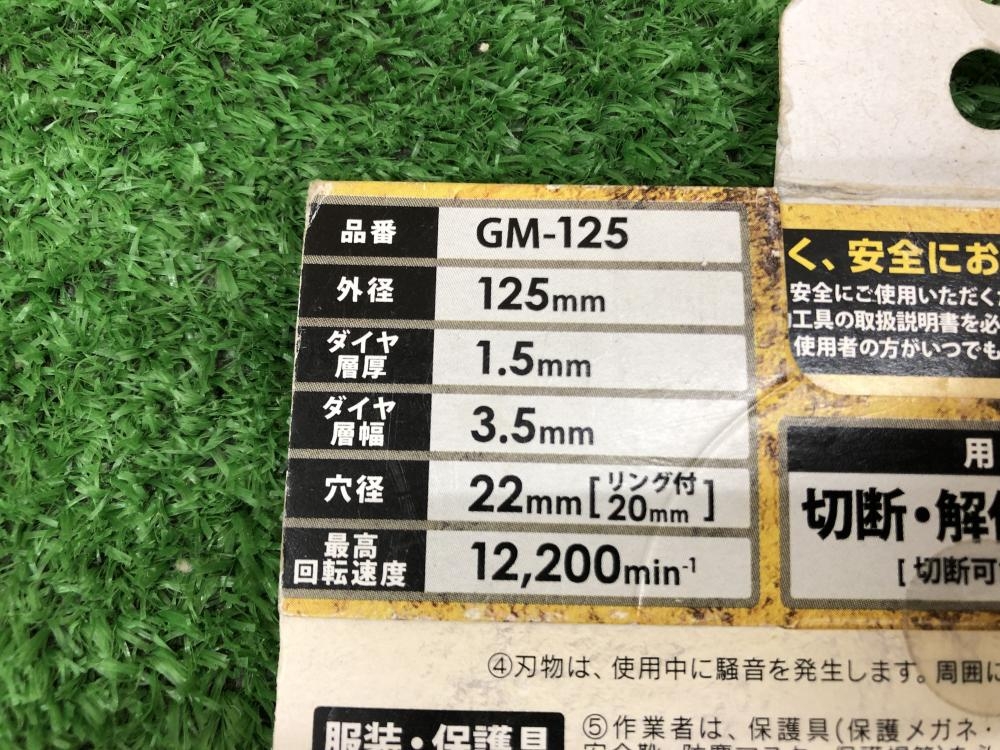 品番 GM-125
外径 125mm
ダイヤ
層厚 1.5mm
ダイヤ
層幅 3.5mm
穴径 22mm [リング付
20mm]
最高
回転速度 12,200min-1
く、安全にお
安全にご使用いただく
工具の取扱説明書を必
使用者の方がいつでも
用
切断・解
[切断可
④刃物は、使用中に騒音を発生します。周囲に
服装・保護具
⑤作業者は、保護具(保護メガネ・